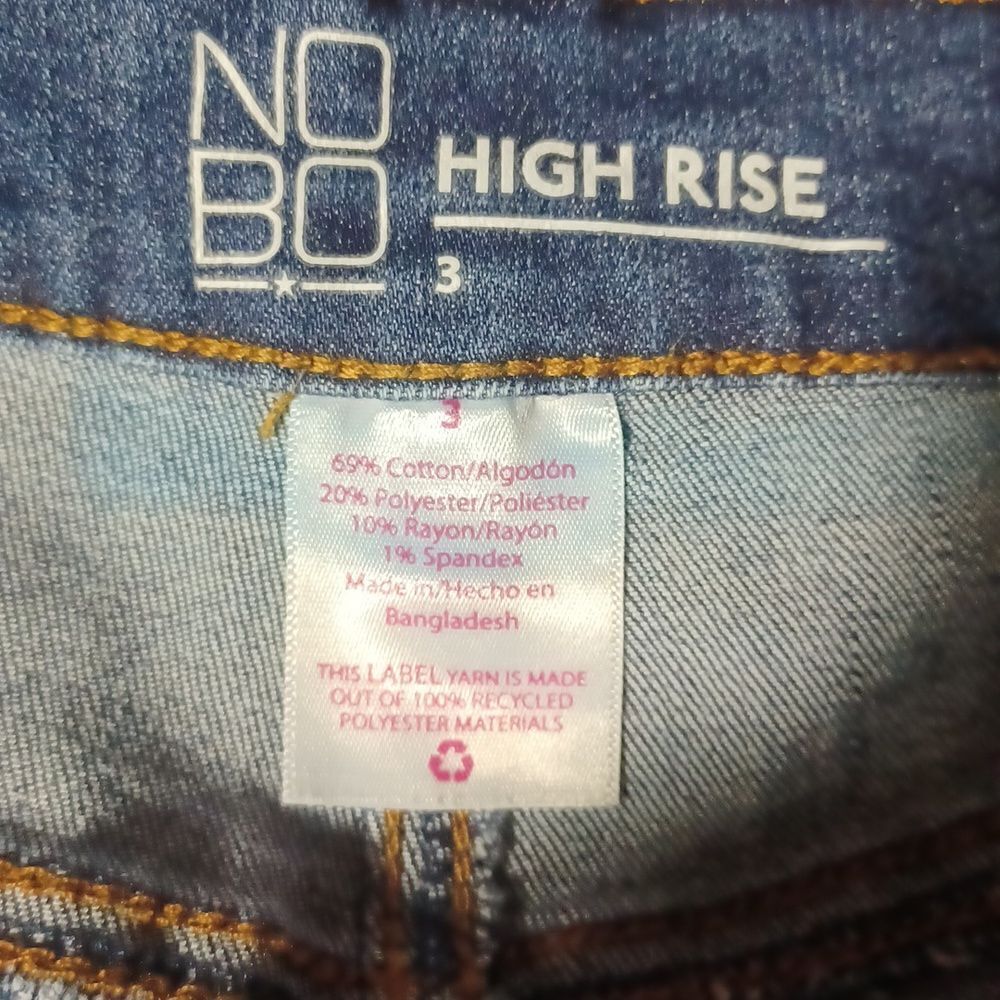 NO
BO
HIGH RISE
3
3
69% Cotton/Algodón
20% Polyester/Poliéster
10% Rayon/Rayón
1% Spandex
Made in/Hecho en
Bangladesh
THIS LABEL YARN IS MADE
OUT OF 100% RECYCLED
POLYESTER MATERIALS